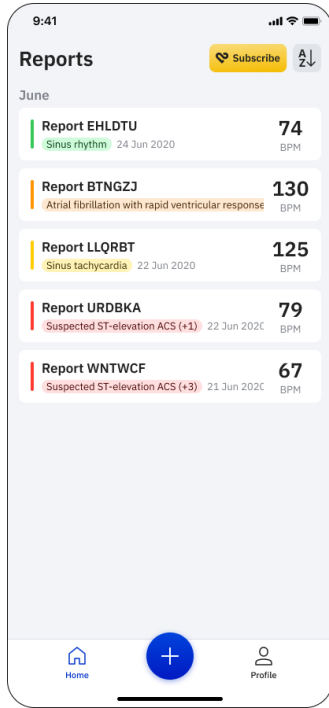 9:41
Reports
Subscribe
A
Z
June
Report EHLDTU
74
Sinus rhythm 24 Jun 2020
BPM
Report BTNGZJ
130
Atrial fibrillation with rapid ventricular response
BPM
Report LLQRBT
125
Sinus tachycardia 22 Jun 2020
BPM
Report URDBKA
79
Suspected ST-elevation ACS (+1) 22 Jun 202
BPM
Report WNTWCF
67
Suspected ST-elevation ACS (+3) 21 Jun 202
BPM
Home
Profile